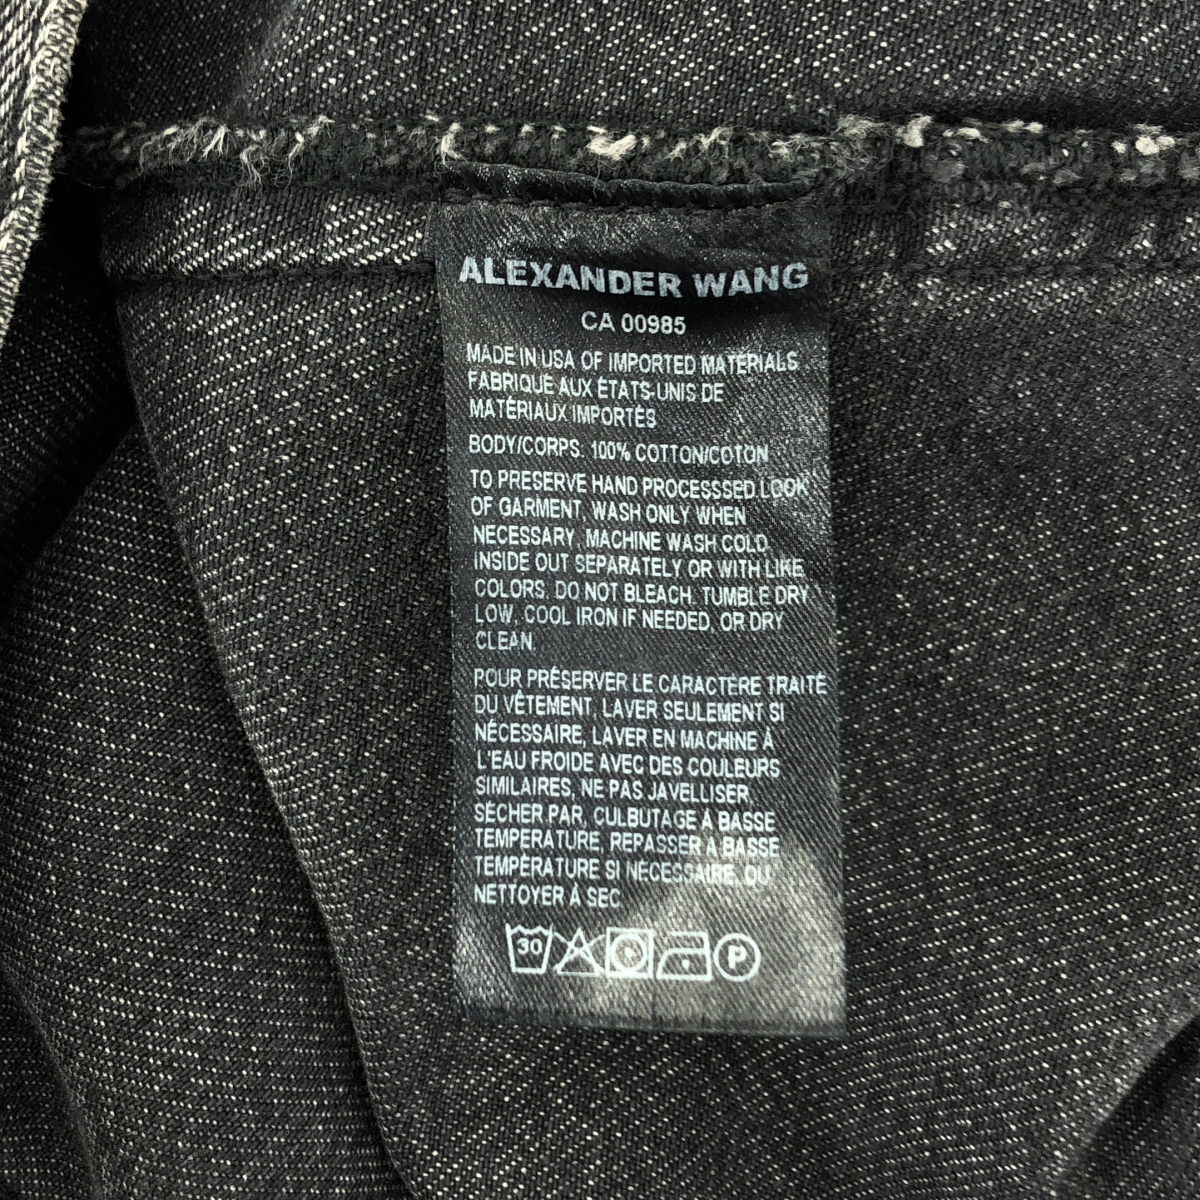 ALEXANDER WANG
CA 00985
MADE IN USA OF IMPORTED MATERIALS
FABRIQUE AUX ÉTATS-UNIS DE
MATÉRIAUX IMPORTÉS
BODY/CORPS: 100% COTTON/COTON
TO PRESERVE HAND PROCESSSED LOOK
OF GARMENT, WASH ONLY WHEN
NECESSARY, MACHINE WASH COLD,
INSIDE OUT SEPARATELY OR WITH LIKE
COLORS. DO NOT BLEACH. TUMBLE DRY
LOW, COOL IRON IF NEEDED, OR DRY
CLEAN.
POUR PRÉSERVER LE CARACTÈRE TRAITÉ
DU VÊTEMENT, LAVER SEULEMENT SI
NÉCESSAIRE, LAVER EN MACHINE À
L'EAU FROIDE AVEC DES COULEURS
SIMILAIRES, NE PAS JAVELLISER,
SÉCHER PAR, CULBUTAGE À BASSE
TEMPÉRATURE, REPASSER À BASSE
TEMPÉRATURE SI NÉCESSAIRE, OU
NETTOYER À SEC.
30 P